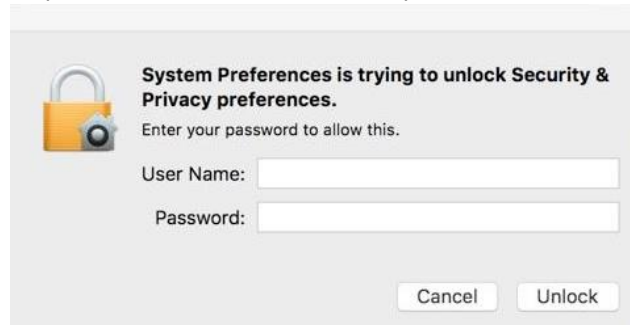 System Preferences is trying to unlock Security &
Privacy preferences.
Enter your password to allow this.
User Name:
Password:
Cancel
Unlock